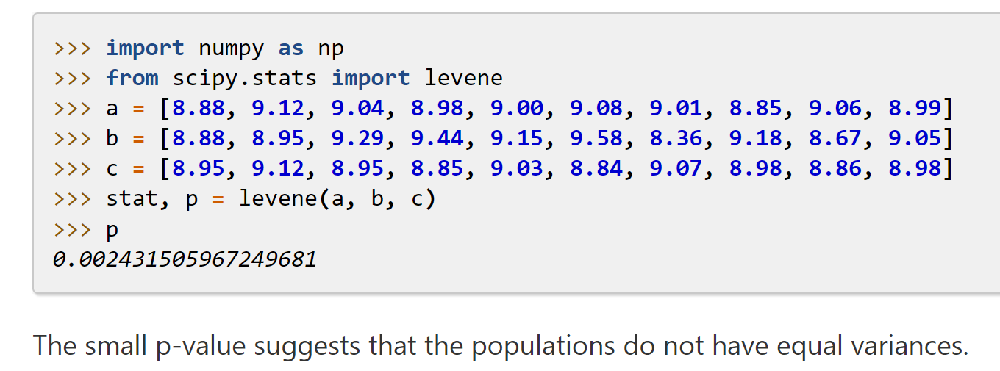 >>> import numpy as np
>>> from scipy.stats import levene
>>> a = [8.88, 9.12, 9.04, 8.98, 9.00, 9.08, 9.01, 8.85, 9.06, 8.99]
>>> b = [8.88, 8.95, 9.29, 9.44, 9.15, 9.58, 8.36, 9.18, 8.67, 9.05]
>>> c = [8.95, 9.12, 8.95, 8.85, 9.03, 8.84, 9.07, 8.98, 8.86, 8.98]
>>> stat, p = levene(a, b, c)
>>> p
0.002431505967249681
The small p-value suggests that the populations do not have equal variances.